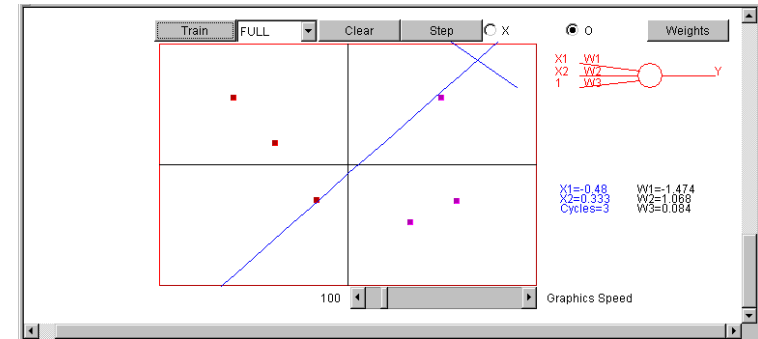 Train FULL Clear Step X O Weights
X1 W1
X2 W2 Y
1 W3
X1=-0.48 W1=-1.474
X2=0.333 W2=1.068
Cycles=3 W3=0.084
100 Graphics Speed